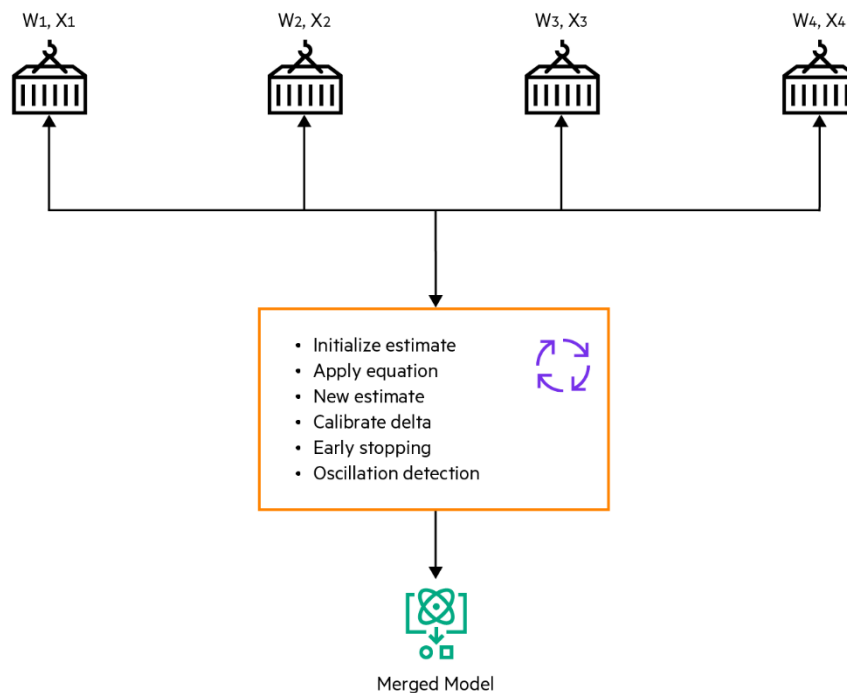 W1, X1
W2, X2
W3, X3
W4, X4
• Initialize estimate
• Apply equation
• New estimate
• Calibrate delta
• Early stopping
• Oscillation detection
Merged Model